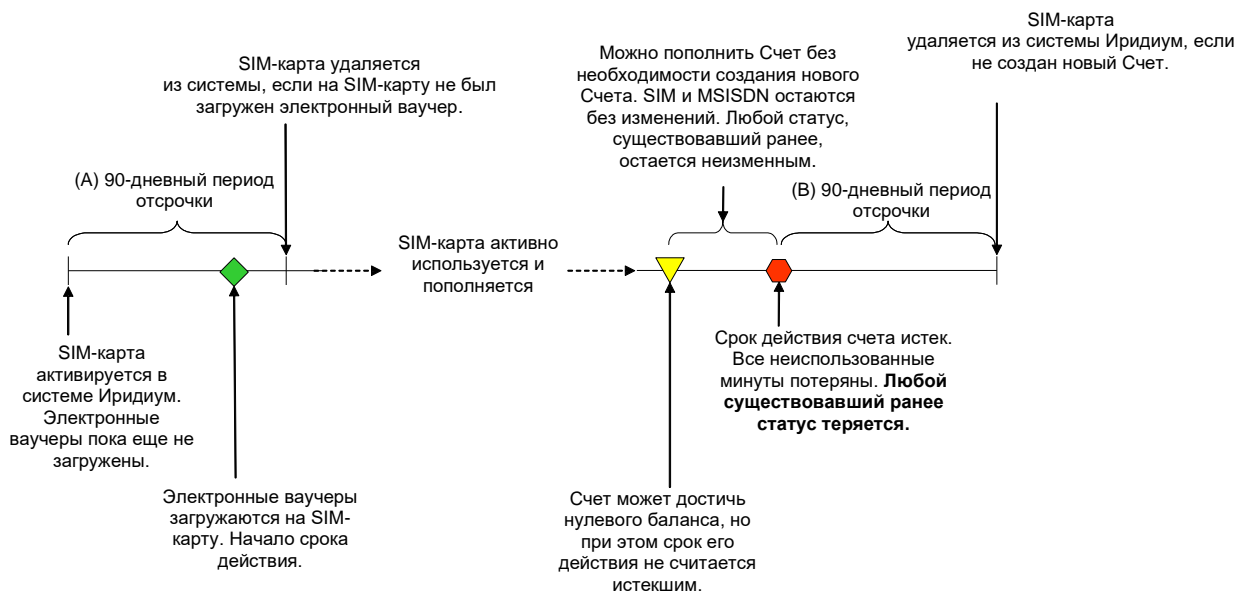 SIM-карта
удаляется из системы Иридиум, если
не создан новый Счет.
Можно пополнить Счет без
необходимости создания нового
Счета. SIM и MSISDN остаются
без изменений. Любой статус,
существовавший ранее,
остается неизменным.
SIM-карта удаляется
из системы, если на SIM-карту не был
загружен электронный ваучер.
(A) 90-дневный период
отсрочки
(B) 90-дневный период
отсрочки
SIM-карта активно
используется и
пополняется
SIM-карта
активируется в
системе Иридиум.
Электронные
ваучеры пока еще не
загружены.
Срок действия счета истек.
Все неиспользованные
минуты потеряны. Любой
существовавший ранее
статус теряется.
Электронные ваучеры
загружаются на SIM-
карту. Начало срока
действия.
Счет может достичь
нулевого баланса, но
при этом срок его
действия не считается
истекшим.